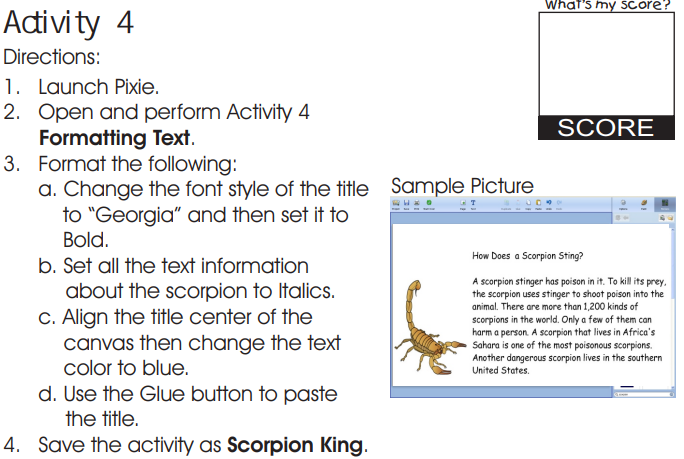 What's my score?
Activity 4
Directions:
1. Launch Pixie.
2. Open and perform Activity 4
Formatting Text.
SCORE
3. Format the following:
a. Change the font style of the title
to “Georgia” and then set it to
Bold.
b. Set all the text information
about the scorpion to Italics.
c. Align the title center of the
canvas then change the text
color to blue.
d. Use the Glue button to paste
the title.
4. Save the activity as Scorpion King.
Sample Picture
How Does a Scorpion Sting?
A scorpion stinger has poison in it. To kill its prey,
the scorpion uses stinger to shoot poison into the
animal. There are more than 1,200 kinds of
scorpions in the world. Only a few of them can
harm a person. A scorpion that lives in Africa's
Sahara is one of the most poisonous scorpions.
Another dangerous scorpion lives in the southern
United States.